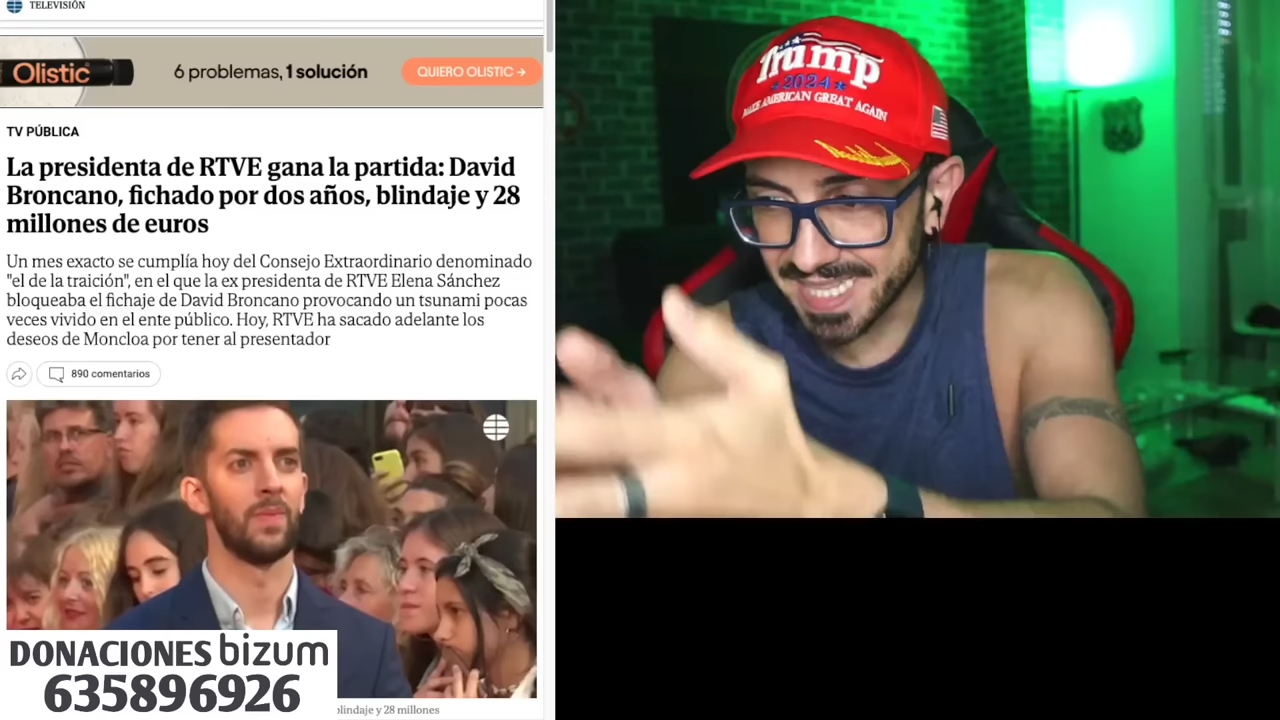 TELEVISIÓN
Olistic
6 problemas, 1 solución
QUIERO OLISTIC →
TV PÚBLICA
La presidenta de RTVE gana la partida: David
Broncano, fichado por dos años, blindaje y 28
millones de euros
Un mes exacto se cumplía hoy del Consejo Extraordinario denominado
"el de la traición", en el que la ex presidenta de RTVE Elena Sánchez
bloqueaba el fichaje de David Broncano provocando un tsunami pocas
veces vivido en el ente público. Hoy, RTVE ha sacado adelante los
deseos de Moncloa por tener al presentador
890 comentarios
DONACIONES bizum
635896926
blindaje y 28 millones
Trump
2024
MAKE AMERICAN GREAT AGAIN